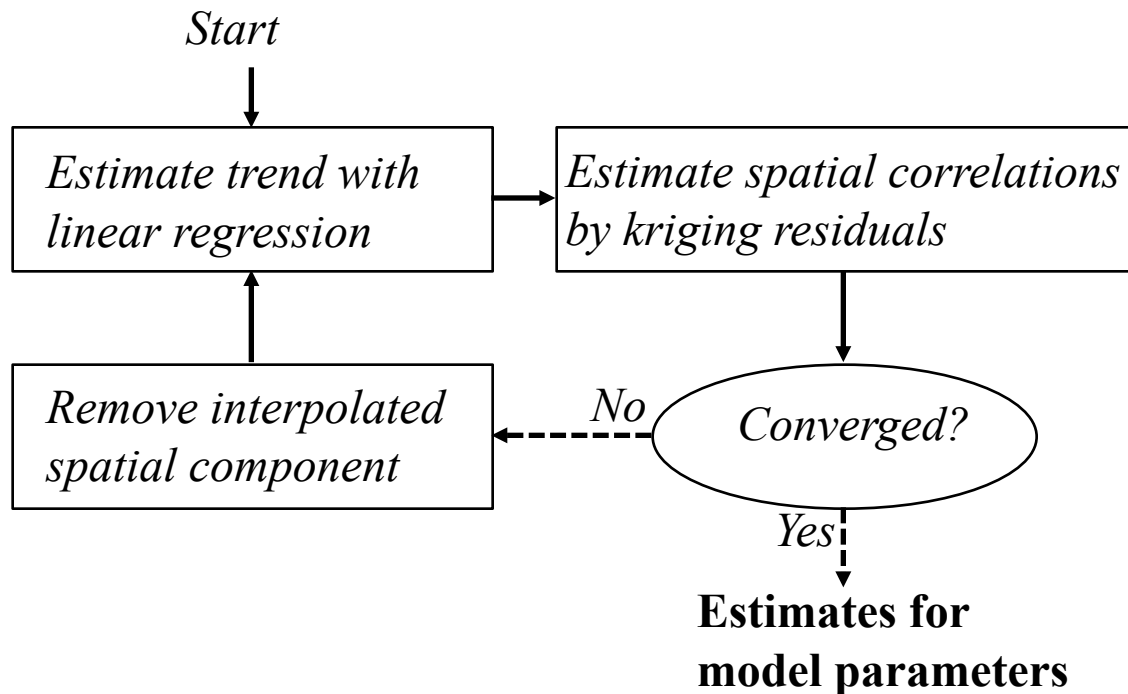 Start
Estimate trend with
linear regression
Estimate spatial correlations
by kriging residuals
Remove interpolated
spatial component
No
Converged?
Yes
Estimates for
model parameters